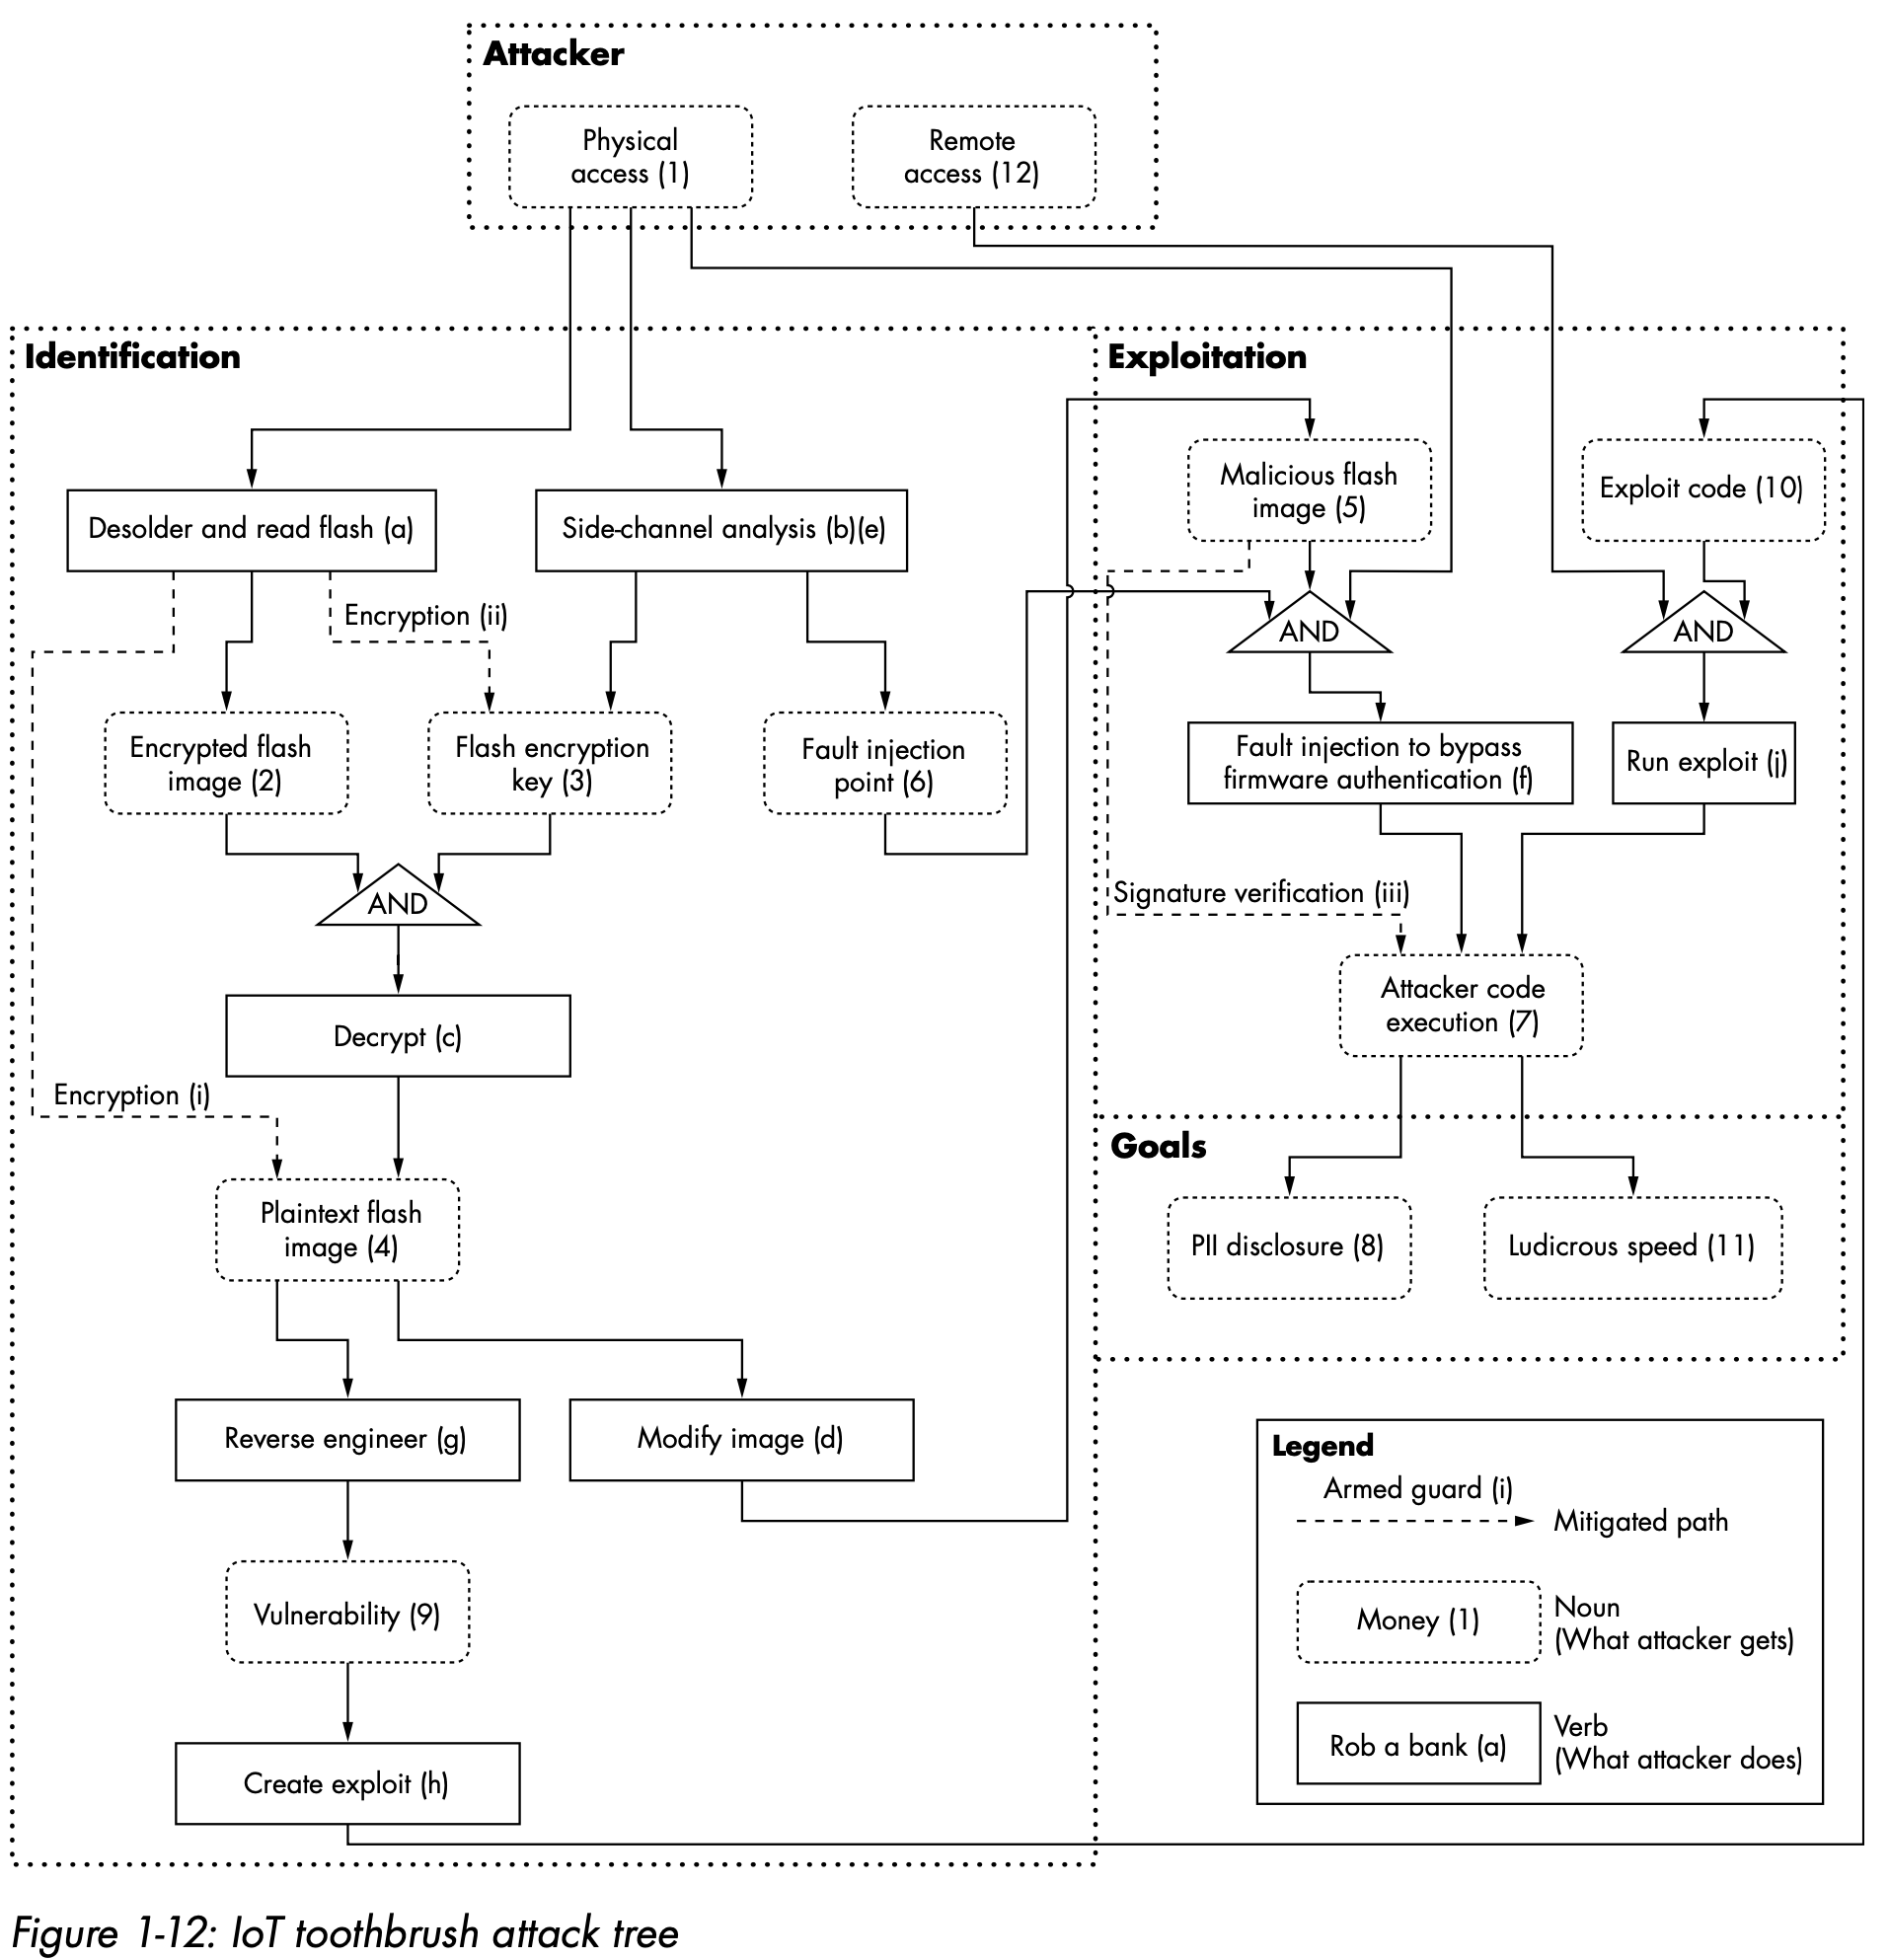 Attacker
Physical
access (1)
Remote
access (12)
Identification
Exploitation
Desolder and read flash (a)
Side-channel analysis (b)(e)
Malicious flash
image (5)
Exploit code (10)
Encryption (ii)
AND
AND
Encrypted flash
image (2)
Flash encryption
key (3)
Fault injection
point (6)
Fault injection to bypass
firmware authentication (f)
Run exploit (j)
AND
Signature verification (iii)
Decrypt (c)
Attacker code
execution (7)
Encryption (i)
Goals
Plaintext flash
image (4)
PII disclosure (8)
Ludicrous speed (11)
Reverse engineer (g)
Modify image (d)
Vulnerability (9)
Create exploit (h)
Legend
Armed guard (i)
Mitigated path
Money (1)
Noun
(What attacker gets)
Rob a bank (a)
Verb
(What attacker does)
Figure 1-12: IoT toothbrush attack tree